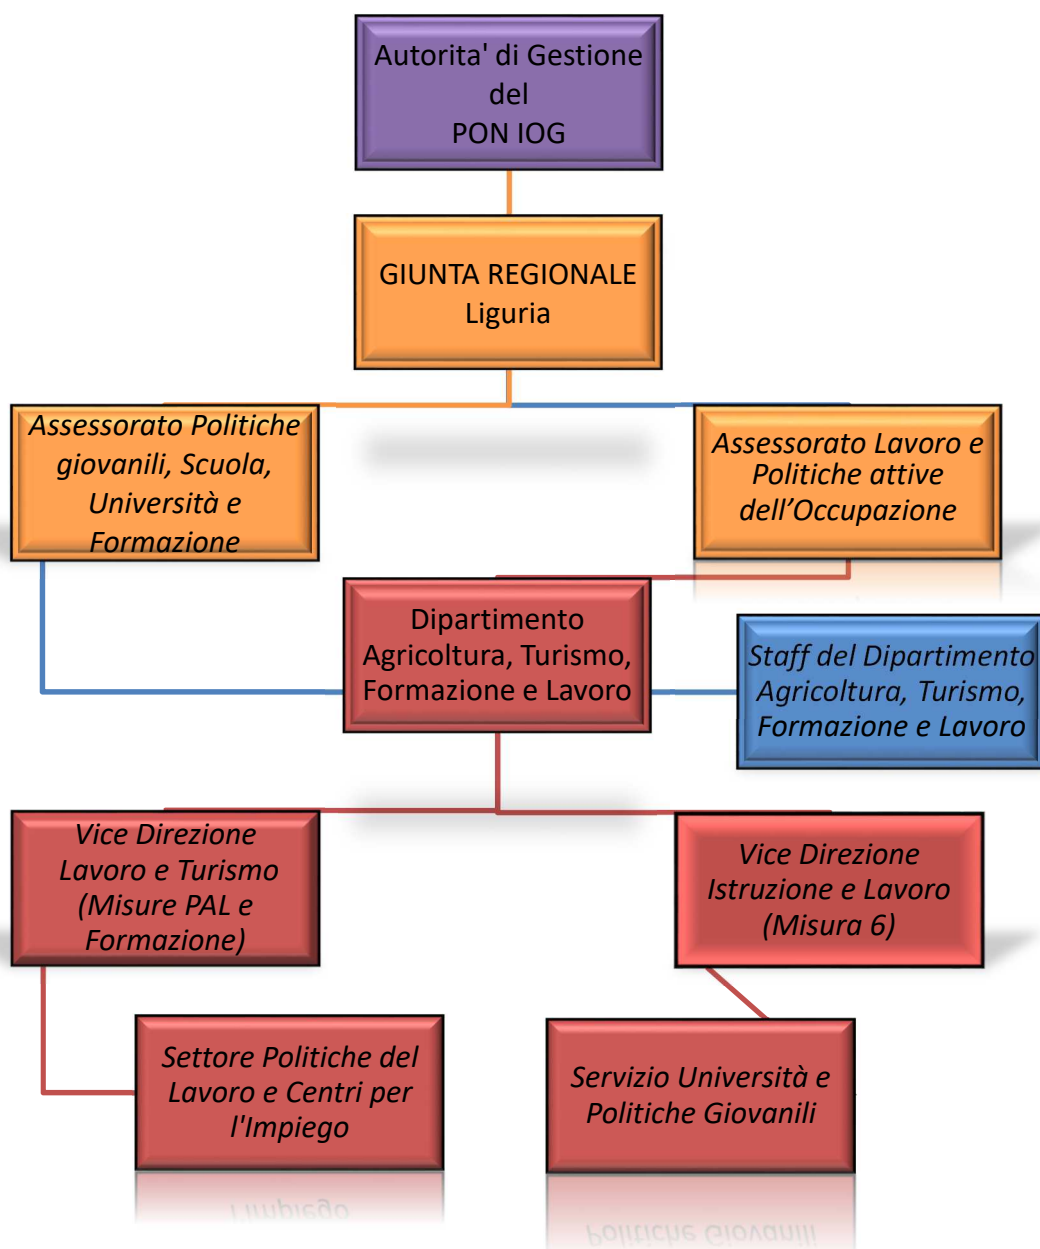 Autorita' di Gestione
del
PON IOG
GIUNTA REGIONALE
Liguria
Assessorato Politiche
giovanili, Scuola,
Università e
Formazione
Assessorato Lavoro e
Politiche attive
dell’Occupazione
Dipartimento
Agricoltura, Turismo,
Formazione e Lavoro
Staff del Dipartimento
Agricoltura, Turismo,
Formazione e Lavoro
Vice Direzione
Lavoro e Turismo
(Misure PAL e
Formazione)
Vice Direzione
Istruzione e Lavoro
(Misura 6)
Settore Politiche del
Lavoro e Centri per
l'Impiego
Servizio Università e
Politiche Giovanili